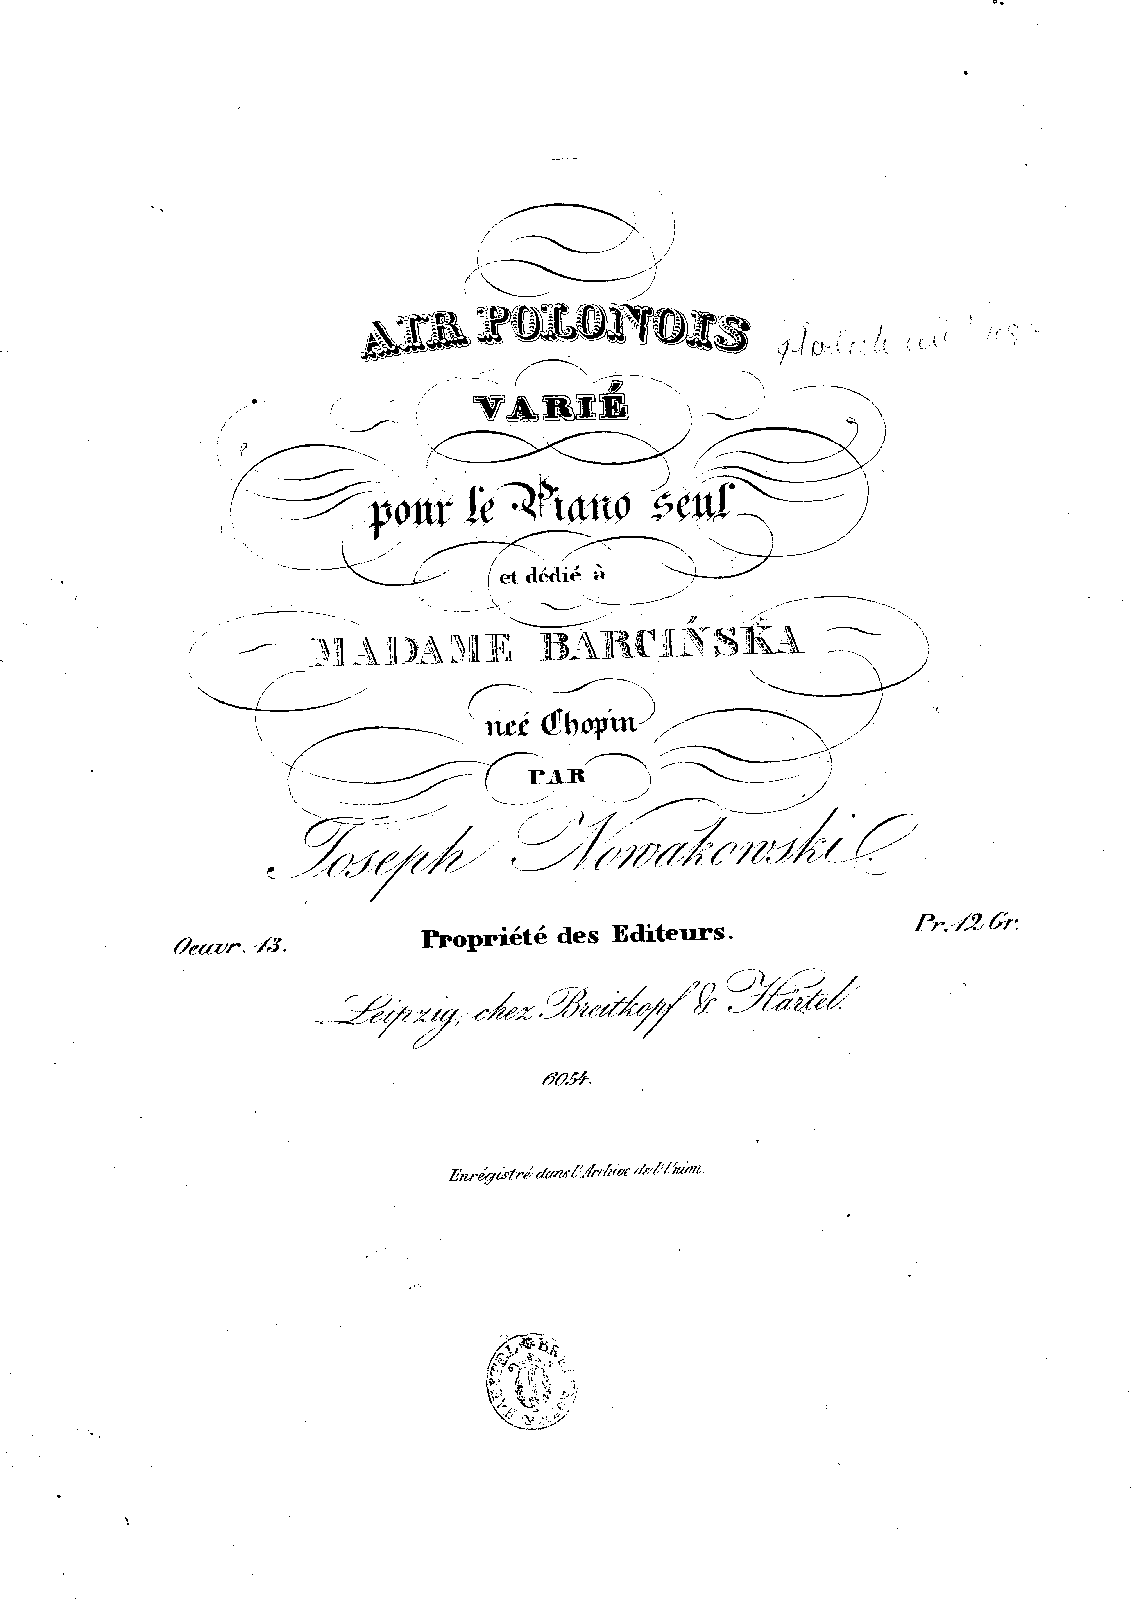 AIR POLONOIS
VARIÉ
pour le Piano seul
et dédié à
MADAME BARCIŃSKA
neé Chopin
PAR
Joseph Nowakowski
Oeuvr. 13.
Propriété des Editeurs.
Pr. 12 Gr.
Leipzig, chez Breitkopf & Härtel.
6054.
Enrégistré dans l'Archive de l'Union.